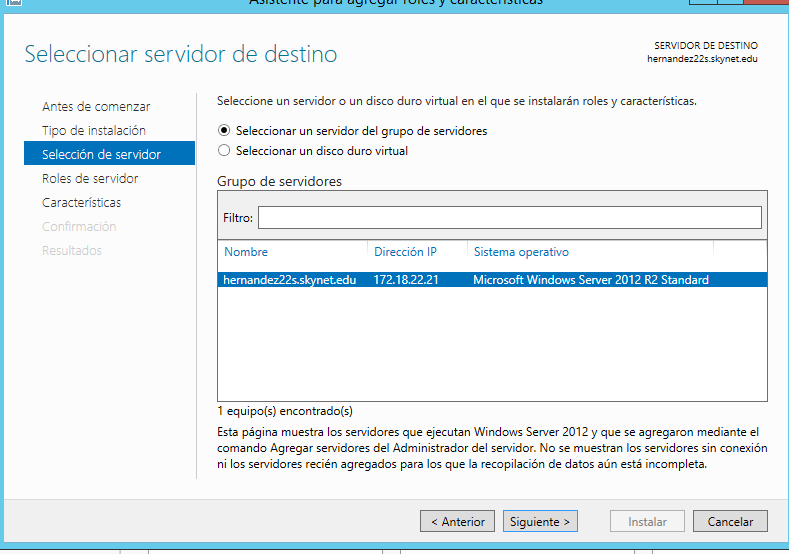 Asistente para agregar roles y características
Seleccionar servidor de destino
SERVIDOR DE DESTINO
hernandez22s.skynet.edu
Antes de comenzar
Tipo de instalación
Selección de servidor
Roles de servidor
Características
Confirmación
Resultados
Seleccione un servidor o un disco duro virtual en el que se instalarán roles y características.
Seleccionar un servidor del grupo de servidores
Seleccionar un disco duro virtual
Grupo de servidores
Filtro:
Nombre Dirección IP Sistema operativo
hernandez22s.skynet.edu 172.18.22.21 Microsoft Windows Server 2012 R2 Standard
1 equipo(s) encontrado(s)
Esta página muestra los servidores que ejecutan Windows Server 2012 y que se agregaron mediante el
comando Agregar servidores del Administrador del servidor. No se muestran los servidores sin conexión
ni los servidores recién agregados para los que la recopilación de datos aún está incompleta.
< Anterior Siguiente > Instalar Cancelar